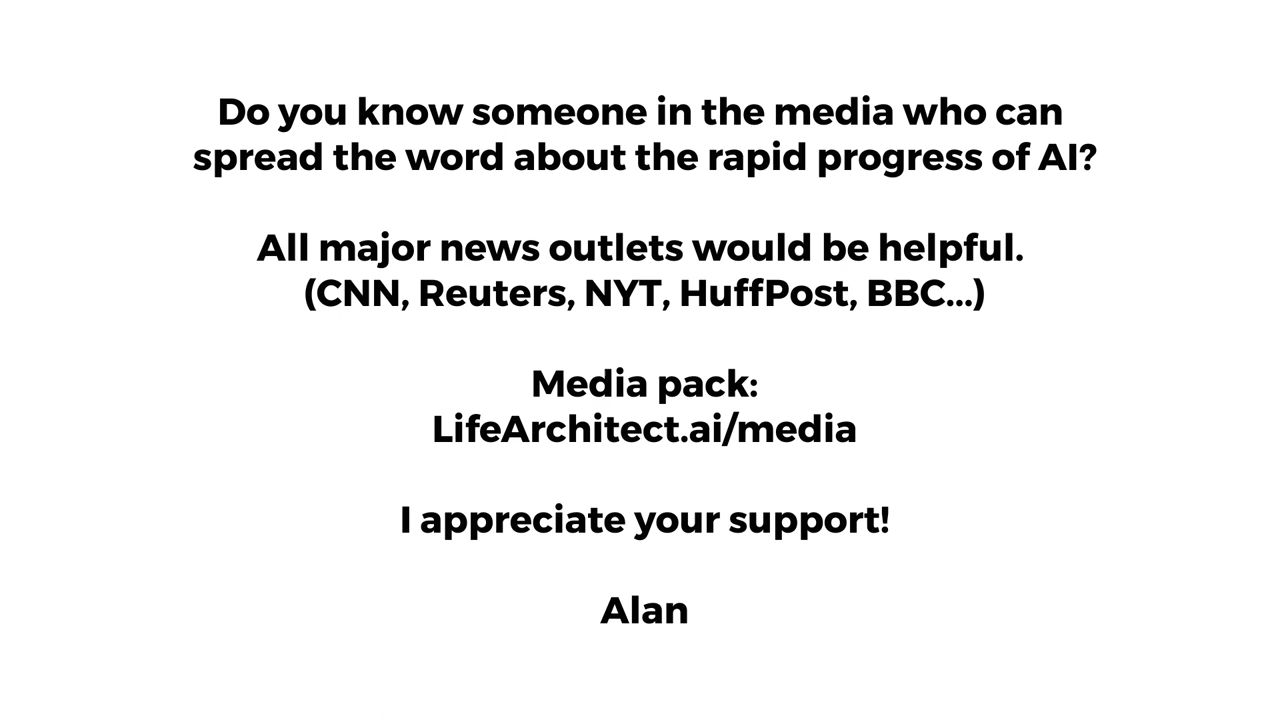 Do you know someone in the media who can
spread the word about the rapid progress of AI?
All major news outlets would be helpful.
(CNN, Reuters, NYT, HuffPost, BBC...)
Media pack:
LifeArchitect.ai/media
I appreciate your support!
Alan